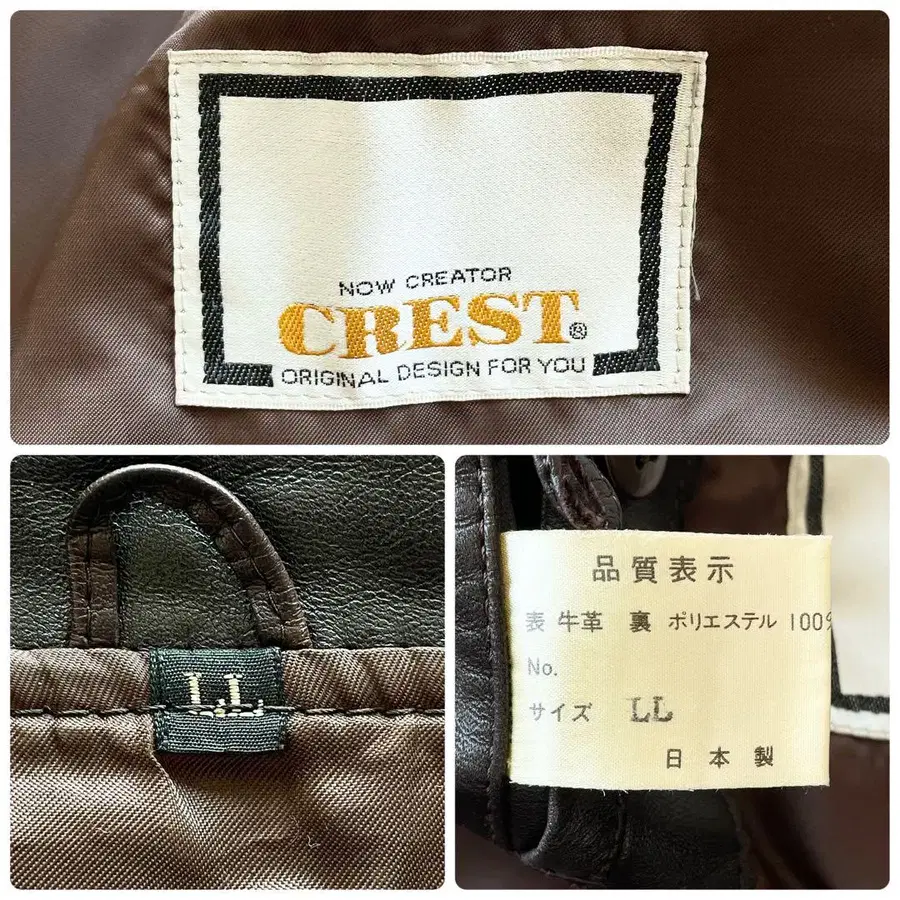 NOW CREATOR
CREST®
ORIGINAL DESIGN FOR YOU
LL
品質表示
表 牛革 裏 ポリエステル 100%
No.
サイズ LL
日本製